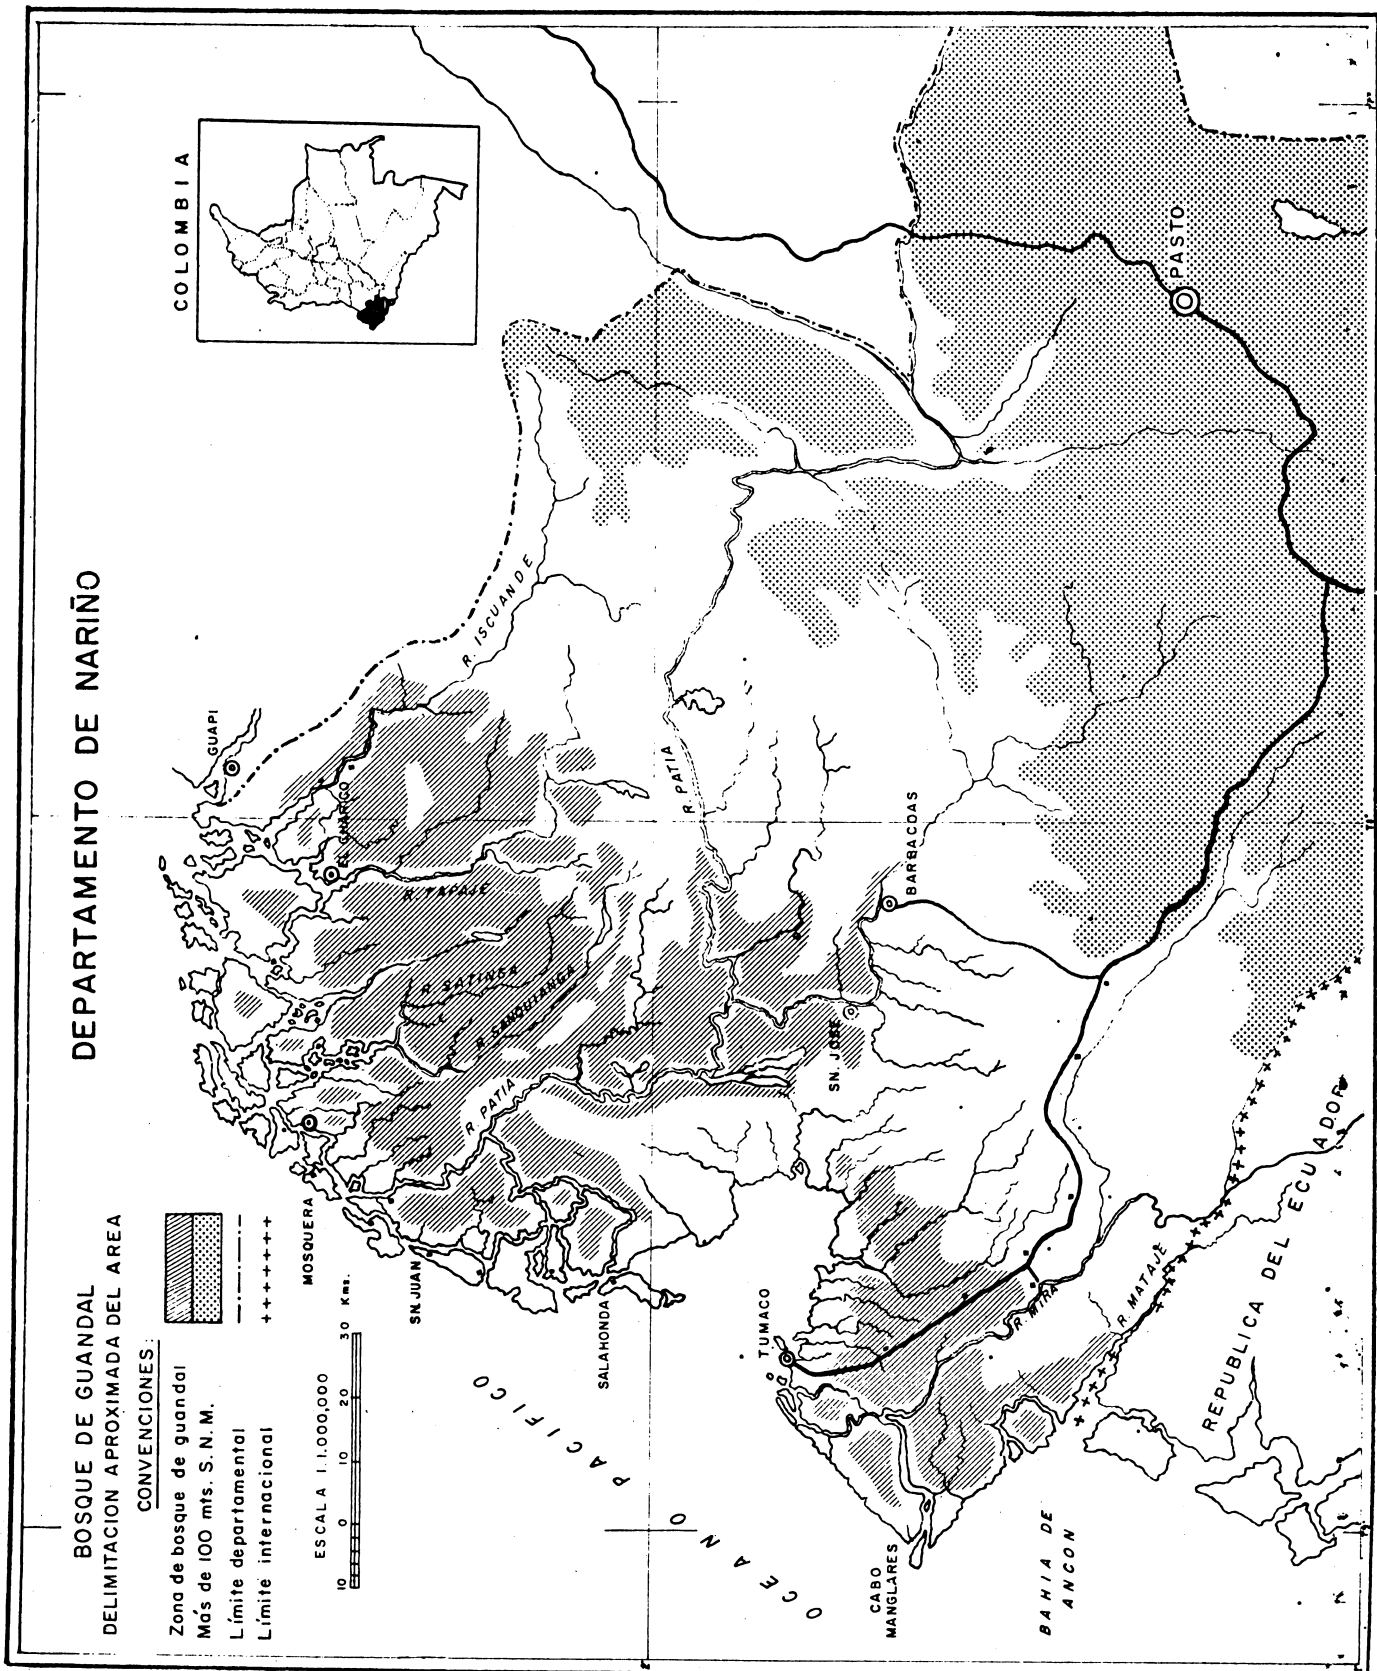 DEPARTAMENTO DE NARIÑO
BOSQUE DE GUANDAL
DELIMITACION APROXIMADA DEL AREA
CONVENCIONES:
Zona de bosque de guandal
Más de 100 mts. S. N. M.
Límite departamental
Límite internacional
ESCALA 1:1.000,000
10 0 10 20 30 Kms.
COLOMBIA
GUAPI
EL CHARCO
R. ISCUANDE
R. TAPAJE
R. SATINGA
R. SANQUIANGA
R. PATIA
R. PATIA
MOSQUERA
SN. JUAN
SALAHONDA
SN. JOSE
BARBACOAS
PASTO
TUMACO
R. MIRA
R. MATAJE
CABO
MANGLARES
BAHIA DE
ANCON
OCEANO PACIFICO
REPUBLICA DEL ECUADOR